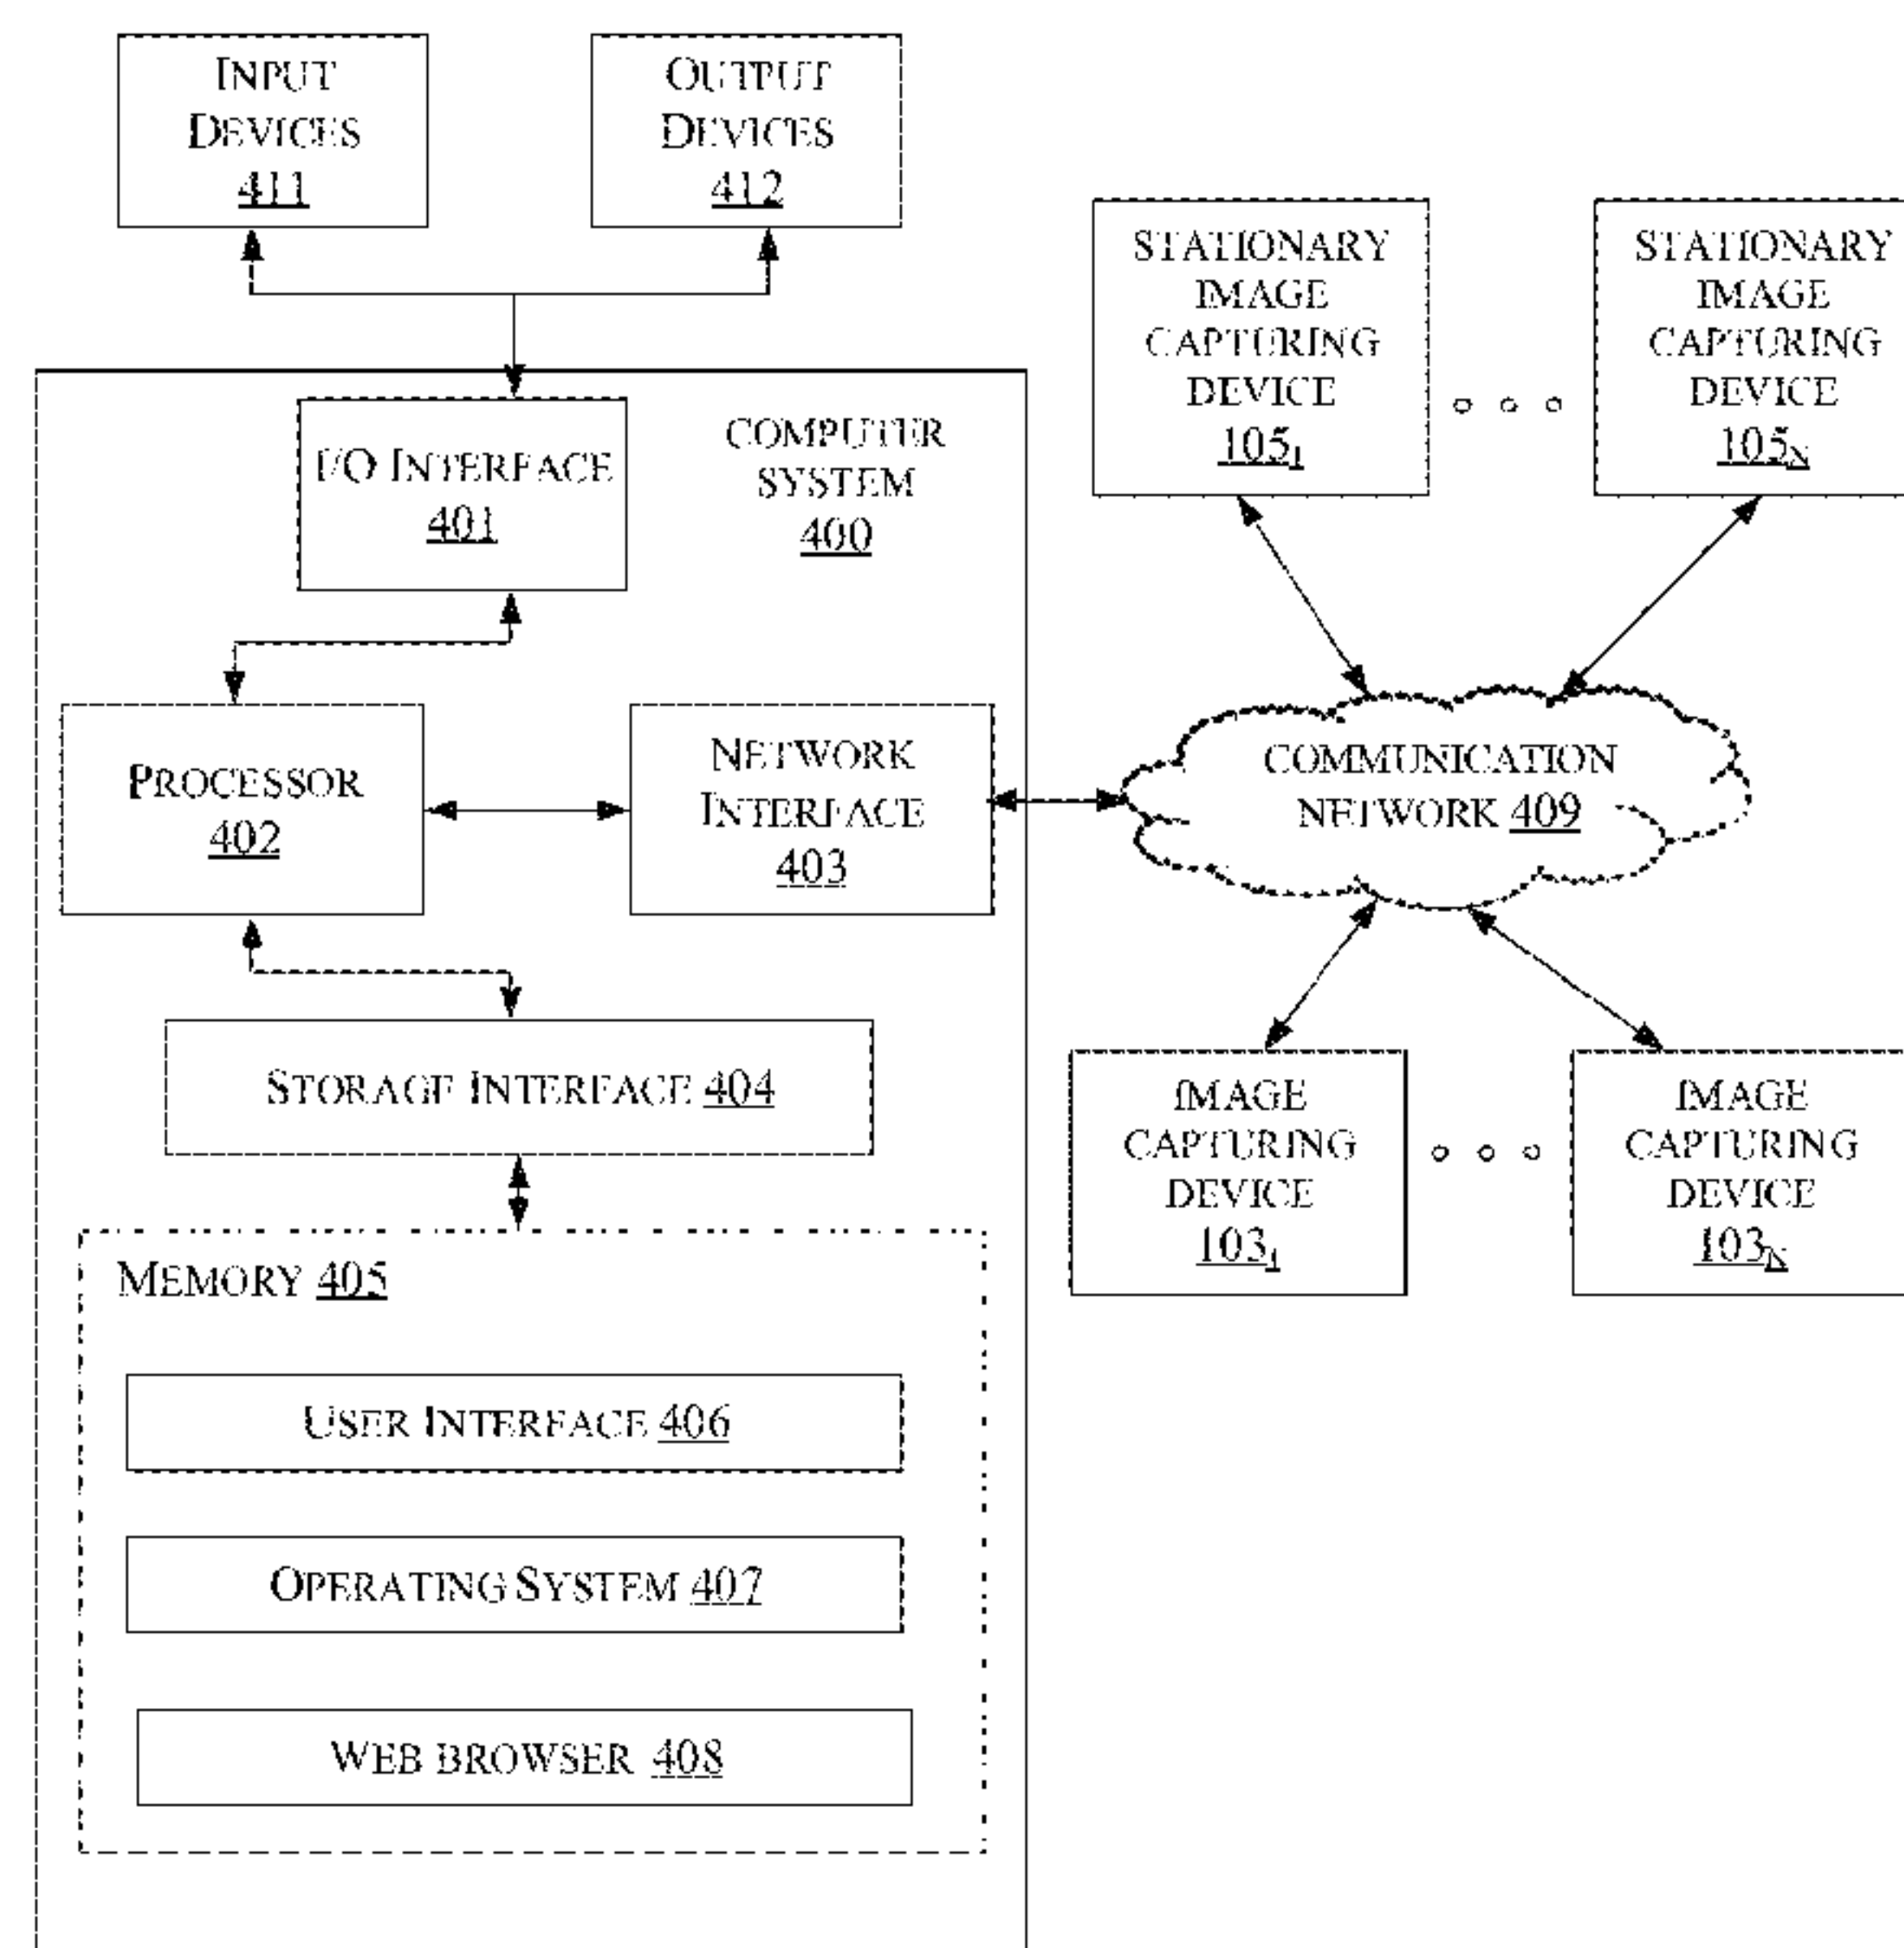 INPUT
DEVICES
411
OUTPUT
DEVICES
412
I/O INTERFACE
401
COMPUTER
SYSTEM
400
PROCESSOR
402
NETWORK
INTERFACE
403
STORAGE INTERFACE 404
MEMORY 405
USER INTERFACE 406
OPERATING SYSTEM 407
WEB BROWSER 408
STATIONARY
IMAGE
CAPTURING
DEVICE
105₁
STATIONARY
IMAGE
CAPTURING
DEVICE
105N
COMMUNICATION
NETWORK 409
IMAGE
CAPTURING
DEVICE
103₁
IMAGE
CAPTURING
DEVICE
103N